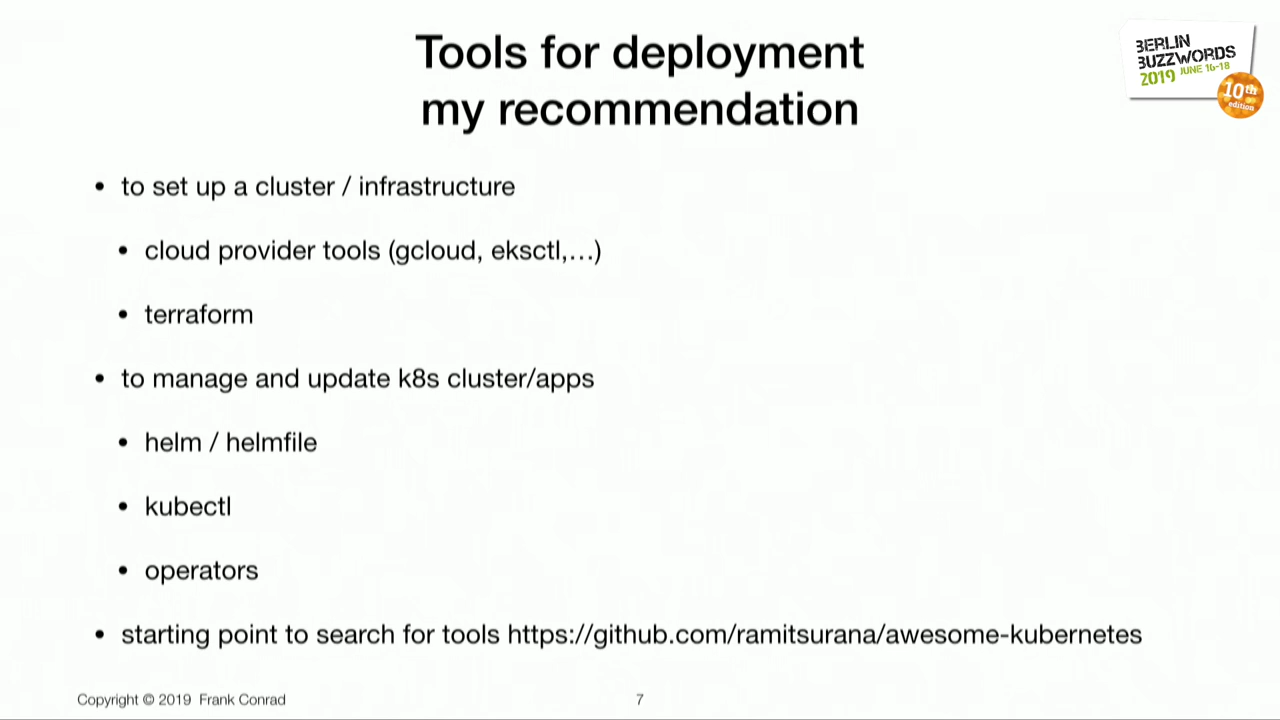 Tools for deployment
my recommendation
BERLIN
BUZZWORDS
2019 JUNE 16-18
10th
edition
• to set up a cluster / infrastructure
• cloud provider tools (gcloud, eksctl,…)
• terraform
• to manage and update k8s cluster/apps
• helm / helmfile
• kubectl
• operators
• starting point to search for tools https://github.com/ramitsurana/awesome-kubernetes
Copyright © 2019 Frank Conrad
7